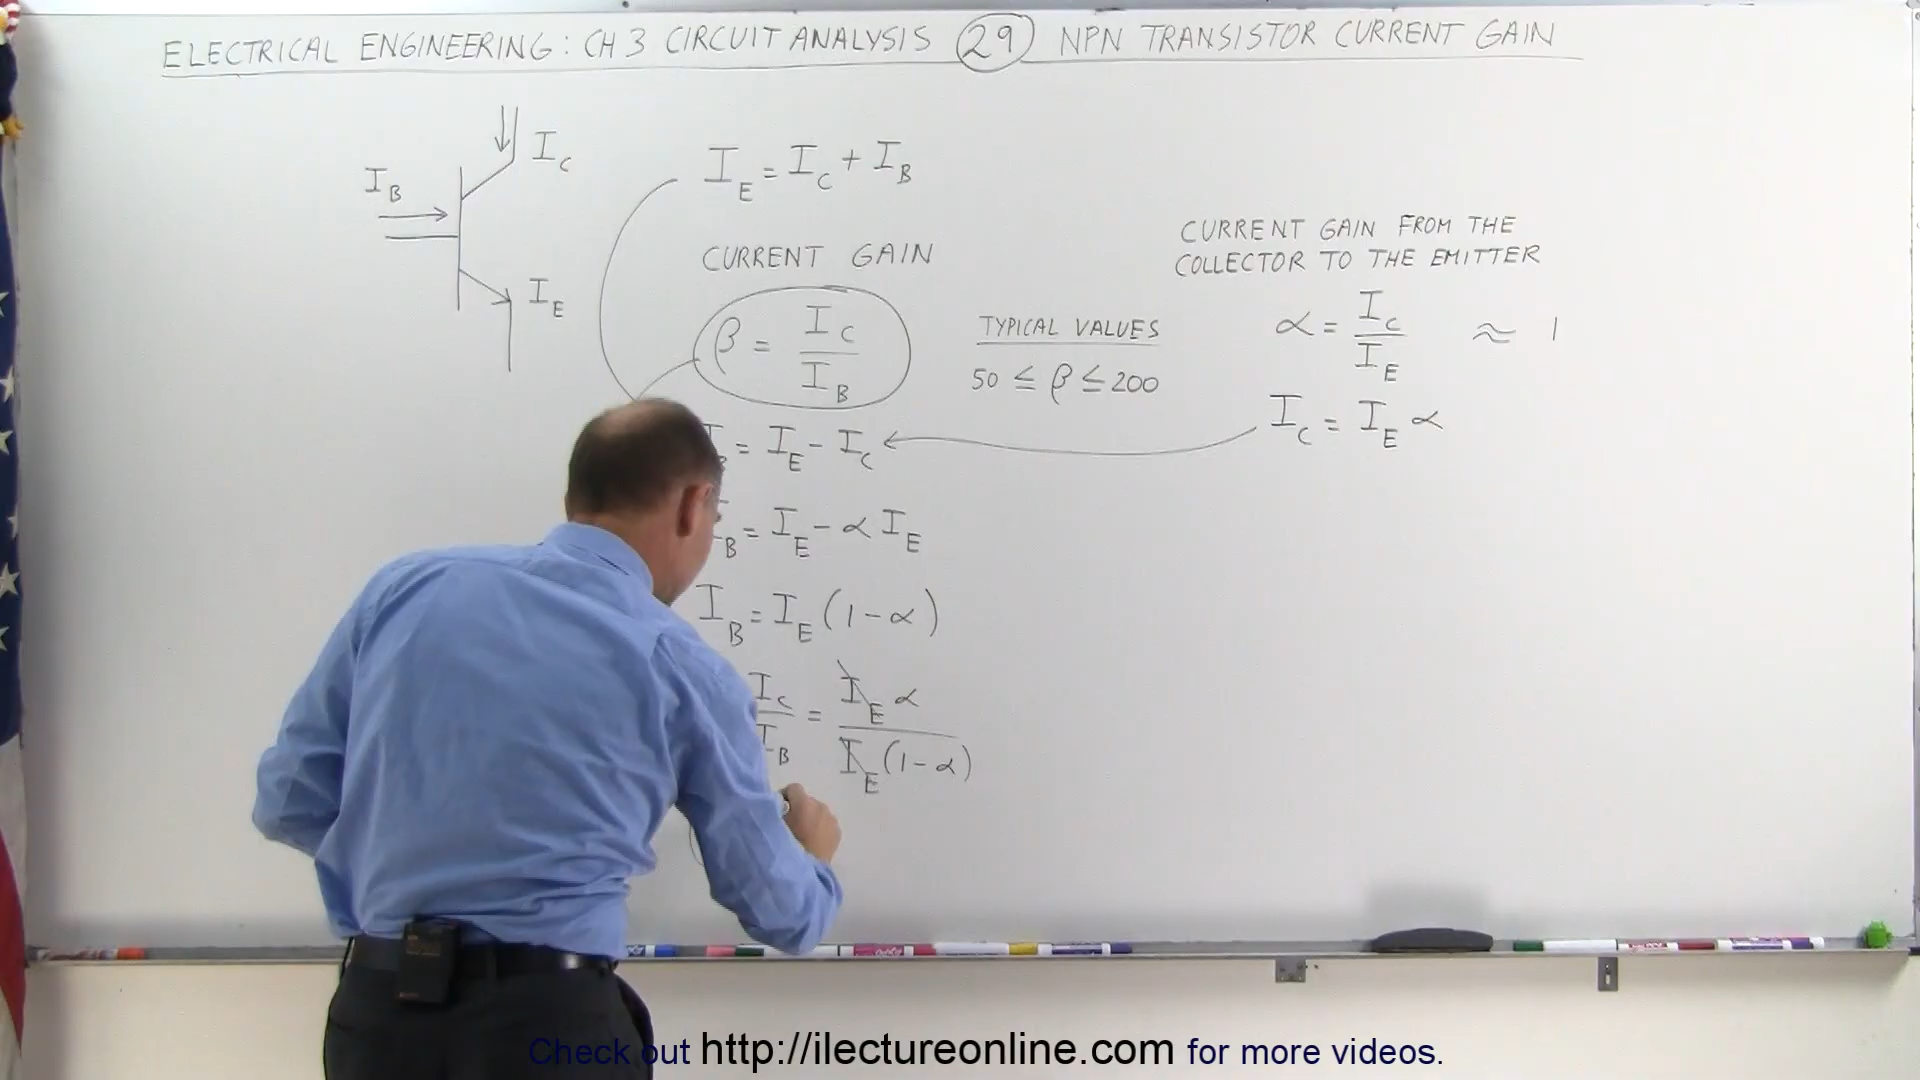 ELECTRICAL ENGINEERING: CH 3 CIRCUIT ANALYSIS 29 NPN TRANSISTOR CURRENT GAIN
I_C
I_B
I_E
I_E = I_C + I_B
CURRENT GAIN
β = I_C / I_B
TYPICAL VALUES
50 ≤ β ≤ 200
CURRENT GAIN FROM THE
COLLECTOR TO THE EMITTER
α = I_C / I_E ≈ 1
I_C = I_E α
= I_E - I_C
I_B = I_E - α I_E
I_B = I_E (1 - α)
I_C / I_B = I_E α / I_E (1 - α)
Check out http://ilectureonline.com for more videos.